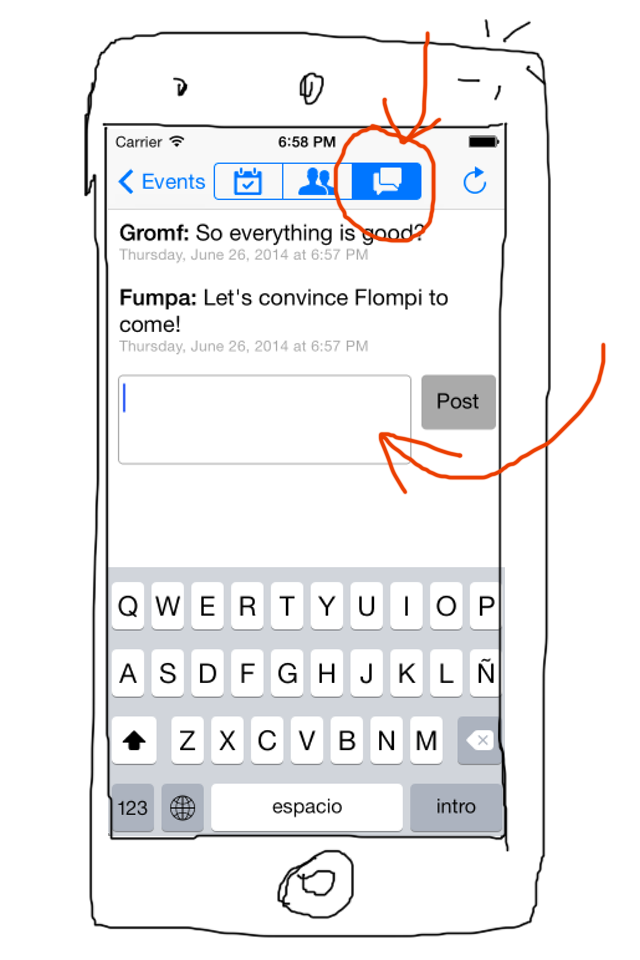 Carrier 6:58 PM
Events
Gromf: So everything is good?
Thursday, June 26, 2014 at 6:57 PM
Fumpa: Let's convince Flompi to
come!
Thursday, June 26, 2014 at 6:57 PM
Post
Q W E R T Y U I O P
A S D F G H J K L Ñ
Z X C V B N M
123 espacio intro